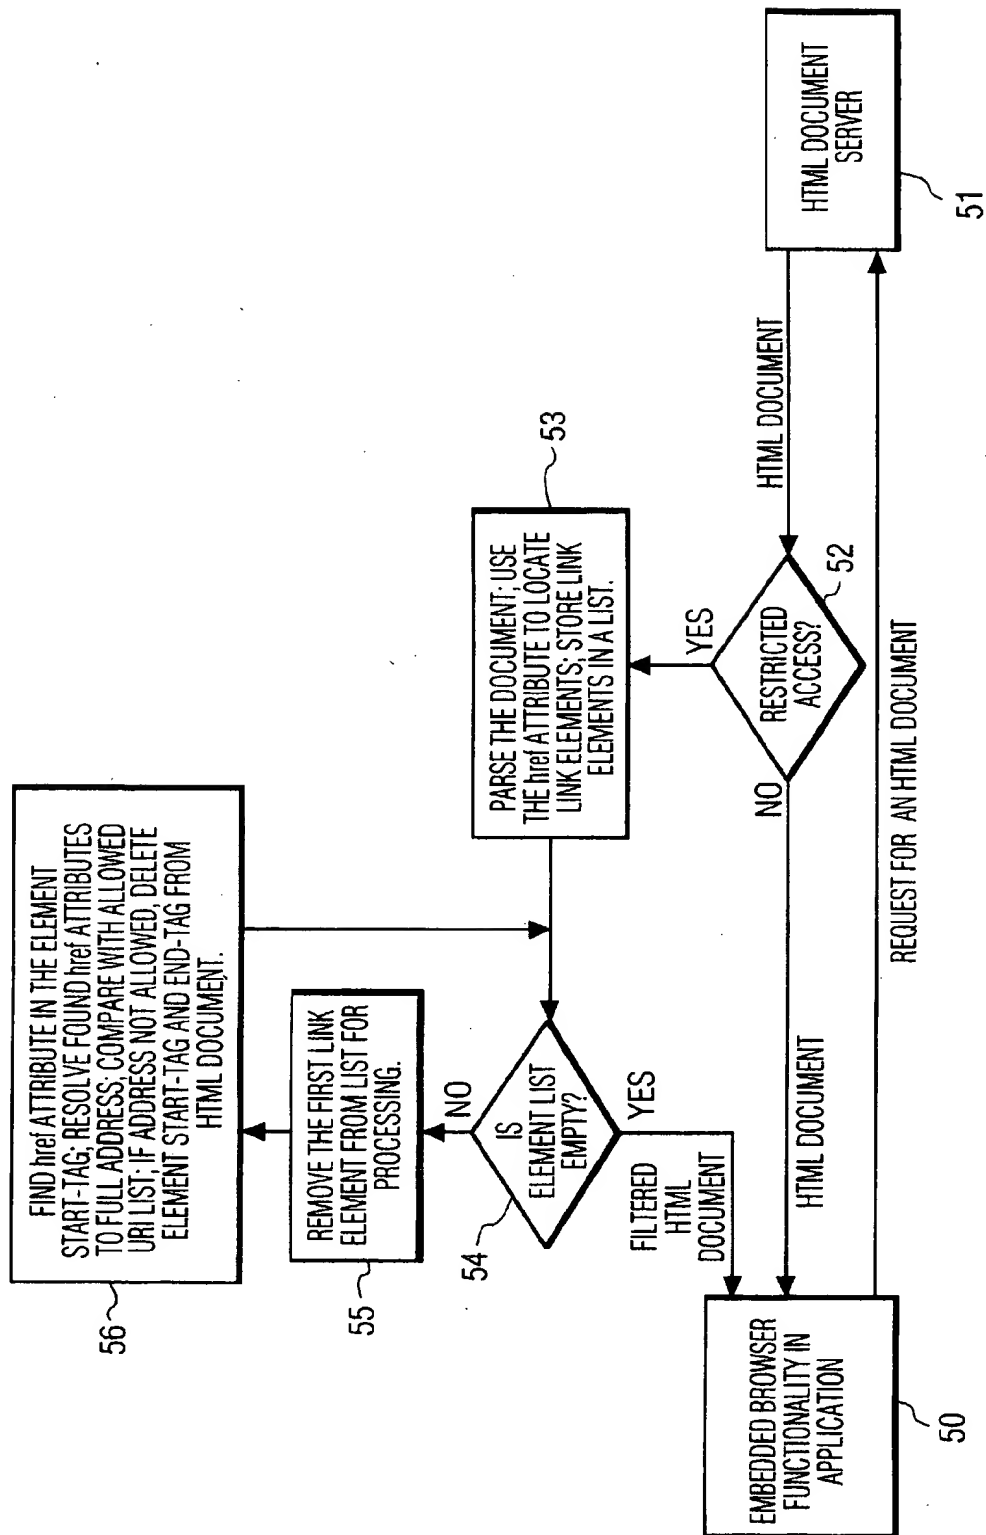 FIND href ATTRIBUTE IN THE ELEMENT
START-TAG; RESOLVE FOUND href ATTRIBUTES
TO FULL ADDRESS; COMPARE WITH ALLOWED
URI LIST; IF ADDRESS NOT ALLOWED, DELETE
ELEMENT START-TAG AND END-TAG FROM
HTML DOCUMENT.
56
REMOVE THE FIRST LINK
ELEMENT FROM LIST FOR
PROCESSING.
55
NO
IS
ELEMENT LIST
EMPTY?
54
YES
FILTERED
HTML
DOCUMENT
PARSE THE DOCUMENT; USE
THE href ATTRIBUTE TO LOCATE
LINK ELEMENTS; STORE LINK
ELEMENTS IN A LIST.
53
YES
RESTRICTED
ACCESS?
52
NO
HTML DOCUMENT
HTML DOCUMENT
HTML DOCUMENT
SERVER
51
EMBEDDED BROWSER
FUNCTIONALITY IN
APPLICATION
50
REQUEST FOR AN HTML DOCUMENT